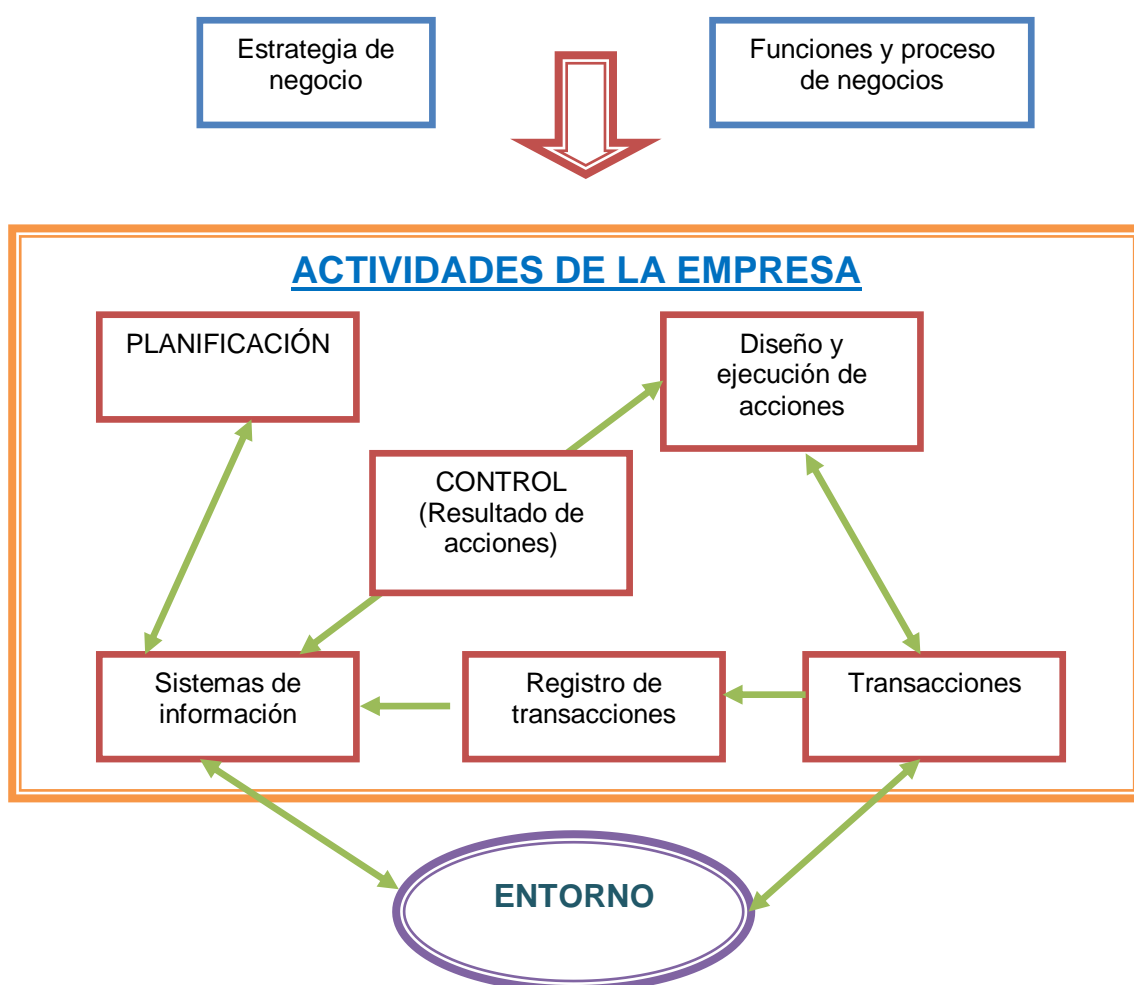 Estrategia de
negocio
Funciones y proceso
de negocios
ACTIVIDADES DE LA EMPRESA
PLANIFICACIÓN
Diseño y
ejecución de
acciones
CONTROL
(Resultado de
acciones)
Sistemas de
información
Registro de
transacciones
Transacciones
ENTORNO